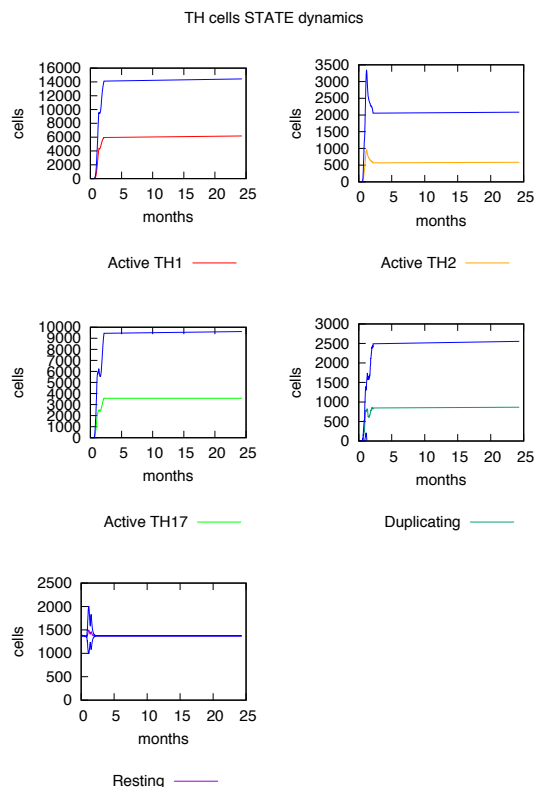 TH cells STATE dynamics
16000
14000
12000
10000
8000
6000
4000
2000
0
cells
0 5 10 15 20 25
months
Active TH1
3500
3000
2500
2000
1500
1000
500
0
cells
0 5 10 15 20 25
months
Active TH2
10000
9000
8000
7000
6000
5000
4000
3000
2000
1000
0
cells
0 5 10 15 20 25
months
Active TH17
3000
2500
2000
1500
1000
500
0
cells
0 5 10 15 20 25
months
Duplicating
2500
2000
1500
1000
500
0
cells
0 5 10 15 20 25
months
Resting